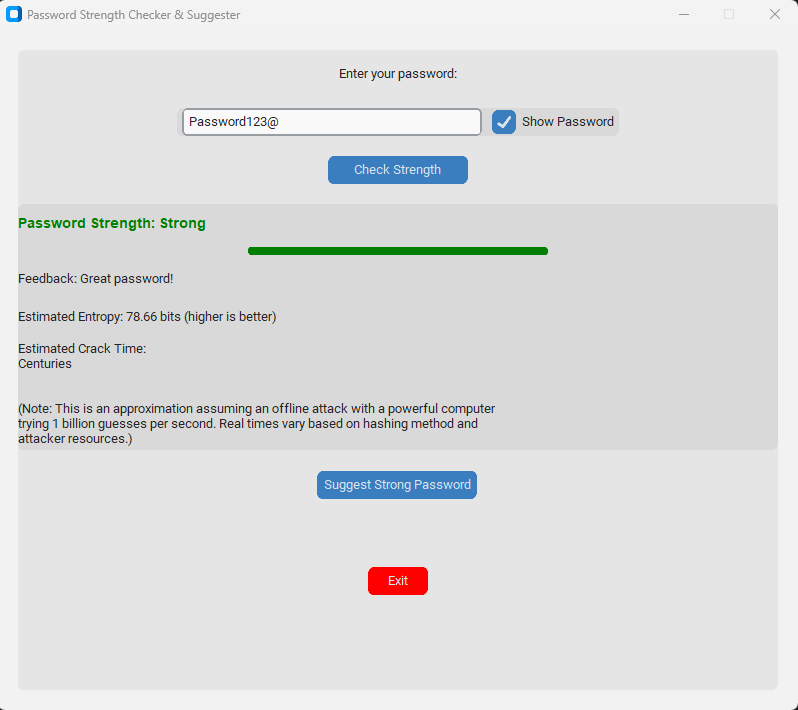 Password Strength Checker & Suggester
Enter your password:
Password123@
Show Password
Check Strength
Password Strength: Strong
Feedback: Great password!
Estimated Entropy: 78.66 bits (higher is better)
Estimated Crack Time:
Centuries
(Note: This is an approximation assuming an offline attack with a powerful computer
trying 1 billion guesses per second. Real times vary based on hashing method and
attacker resources.)
Suggest Strong Password
Exit